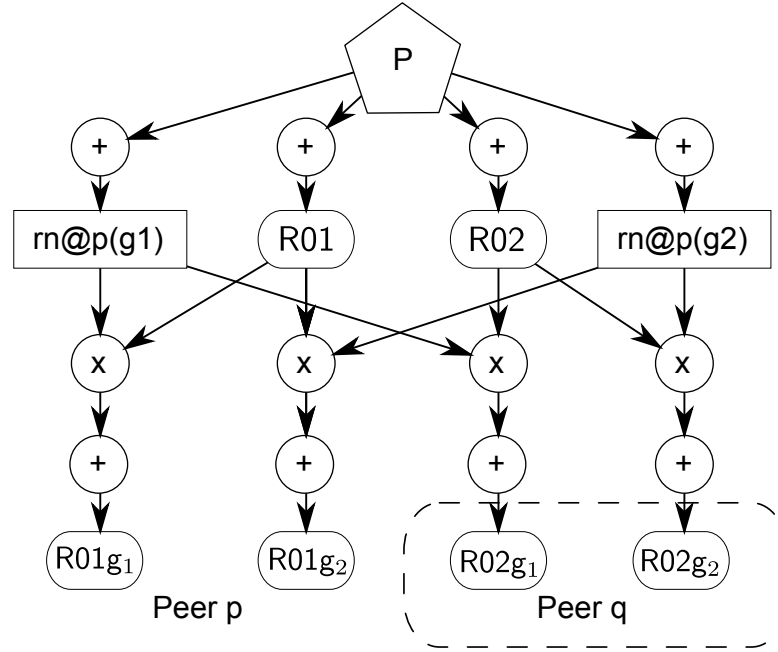 P
+ + + +
rn@p(g1) R01 R02 rn@p(g2)
x x x x
+ + + +
R01g₁ R01g₂ R02g₁ R02g₂
Peer p Peer q